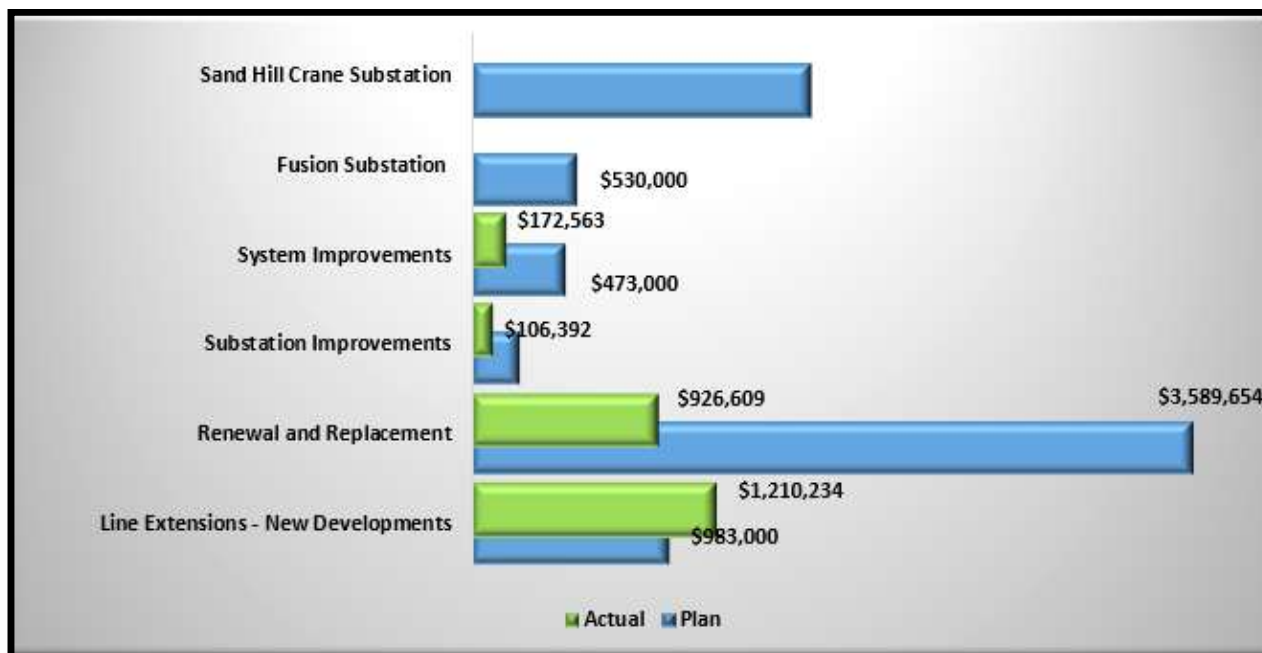 Sand Hill Crane Substation
Fusion Substation
$530,000
$172,563
System Improvements
$473,000
Substation Improvements
$106,392
Renewal and Replacement
$926,609
$3,589,654
Line Extensions - New Developments
$1,210,234
$983,000
Actual
Plan